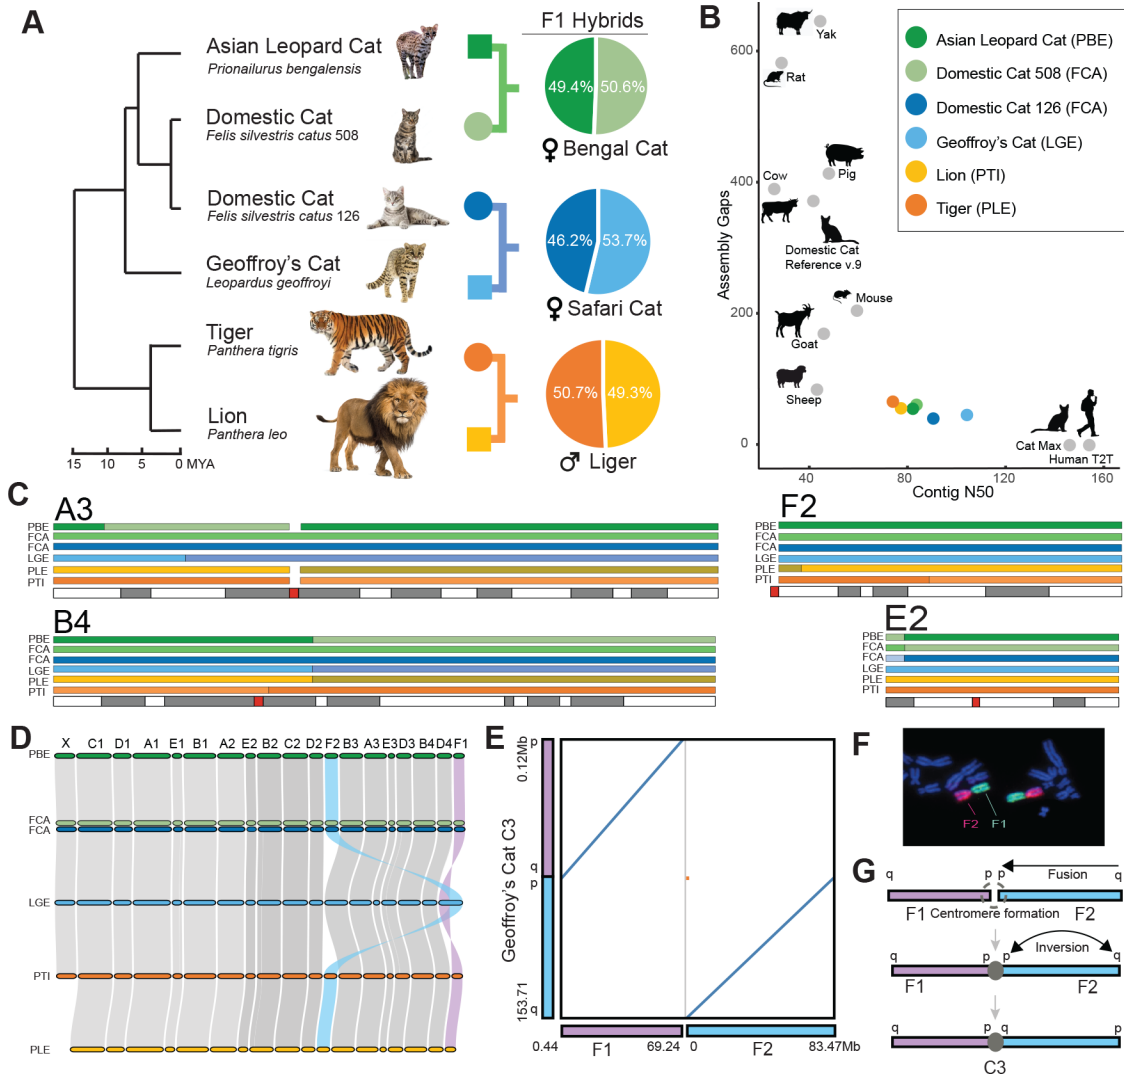 A
F1 Hybrids
Asian Leopard Cat
Prionailurus bengalensis
49.4%
50.6%
Domestic Cat
Felis silvestris catus 508
♀ Bengal Cat
Domestic Cat
Felis silvestris catus 126
46.2%
53.7%
Geoffroy's Cat
Leopardus geoffroyi
♀ Safari Cat
Tiger
Panthera tigris
50.7%
49.3%
Lion
Panthera leo
♂ Liger
15
10
5
0 MYA
B
Assembly Gaps
600
400
200
0
Yak
Rat
Pig
Cow
Domestic Cat
Reference v.9
Mouse
Goat
Sheep
Cat Max
Human T2T
40
80
120
160
Contig N50
Asian Leopard Cat (PBE)
Domestic Cat 508 (FCA)
Domestic Cat 126 (FCA)
Geoffroy's Cat (LGE)
Lion (PTI)
Tiger (PLE)
C
A3
PBE
FCA
FCA
LGE
PLE
PTI
F2
PBE
FCA
FCA
LGE
PLE
PTI
B4
PBE
FCA
FCA
LGE
PLE
PTI
E2
PBE
FCA
FCA
LGE
PLE
PTI
D
X C1 D1 A1 E1 B1 A2 E2 B2 C2 D2 F2 B3 A3 E3 D3 B4 D4 F1
PBE
FCA
FCA
LGE
PTI
PLE
E
Geoffroy's Cat C3
0.12Mb
p
q
p
q
153.71
0.44
F1
69.24
0
F2
83.47Mb
F
F2
F1
G
q
p
p
q
Fusion
F1
Centromere formation
F2
q
p
p
q
Inversion
F1
F2
q
p
q
p
C3